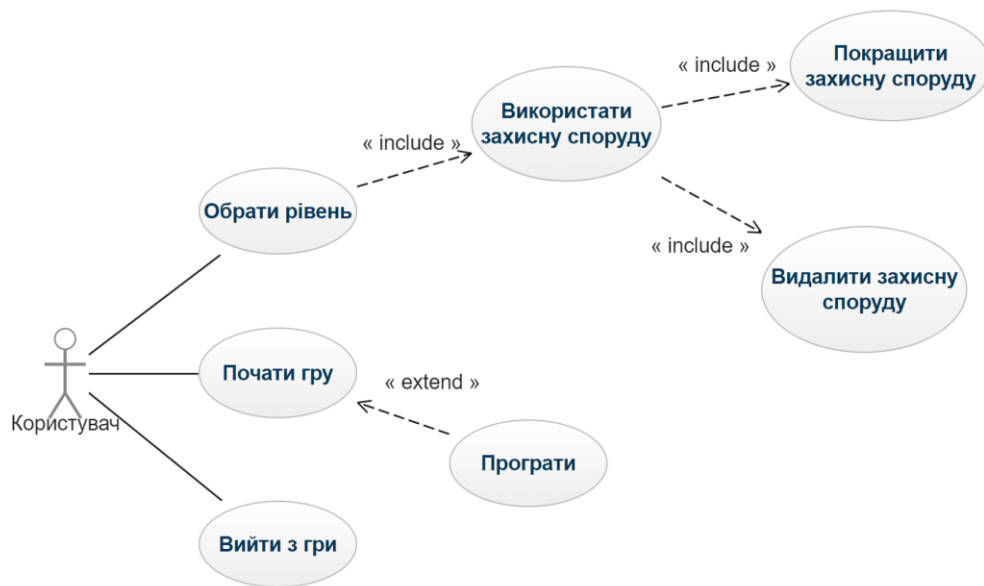 Покращити
захисну споруду
« include »
Використати
захисну споруду
« include »
Обрати рівень
« include »
Видалити захисну
споруду
Користувач
Почати гру
« extend »
Програти
Вийти з гри